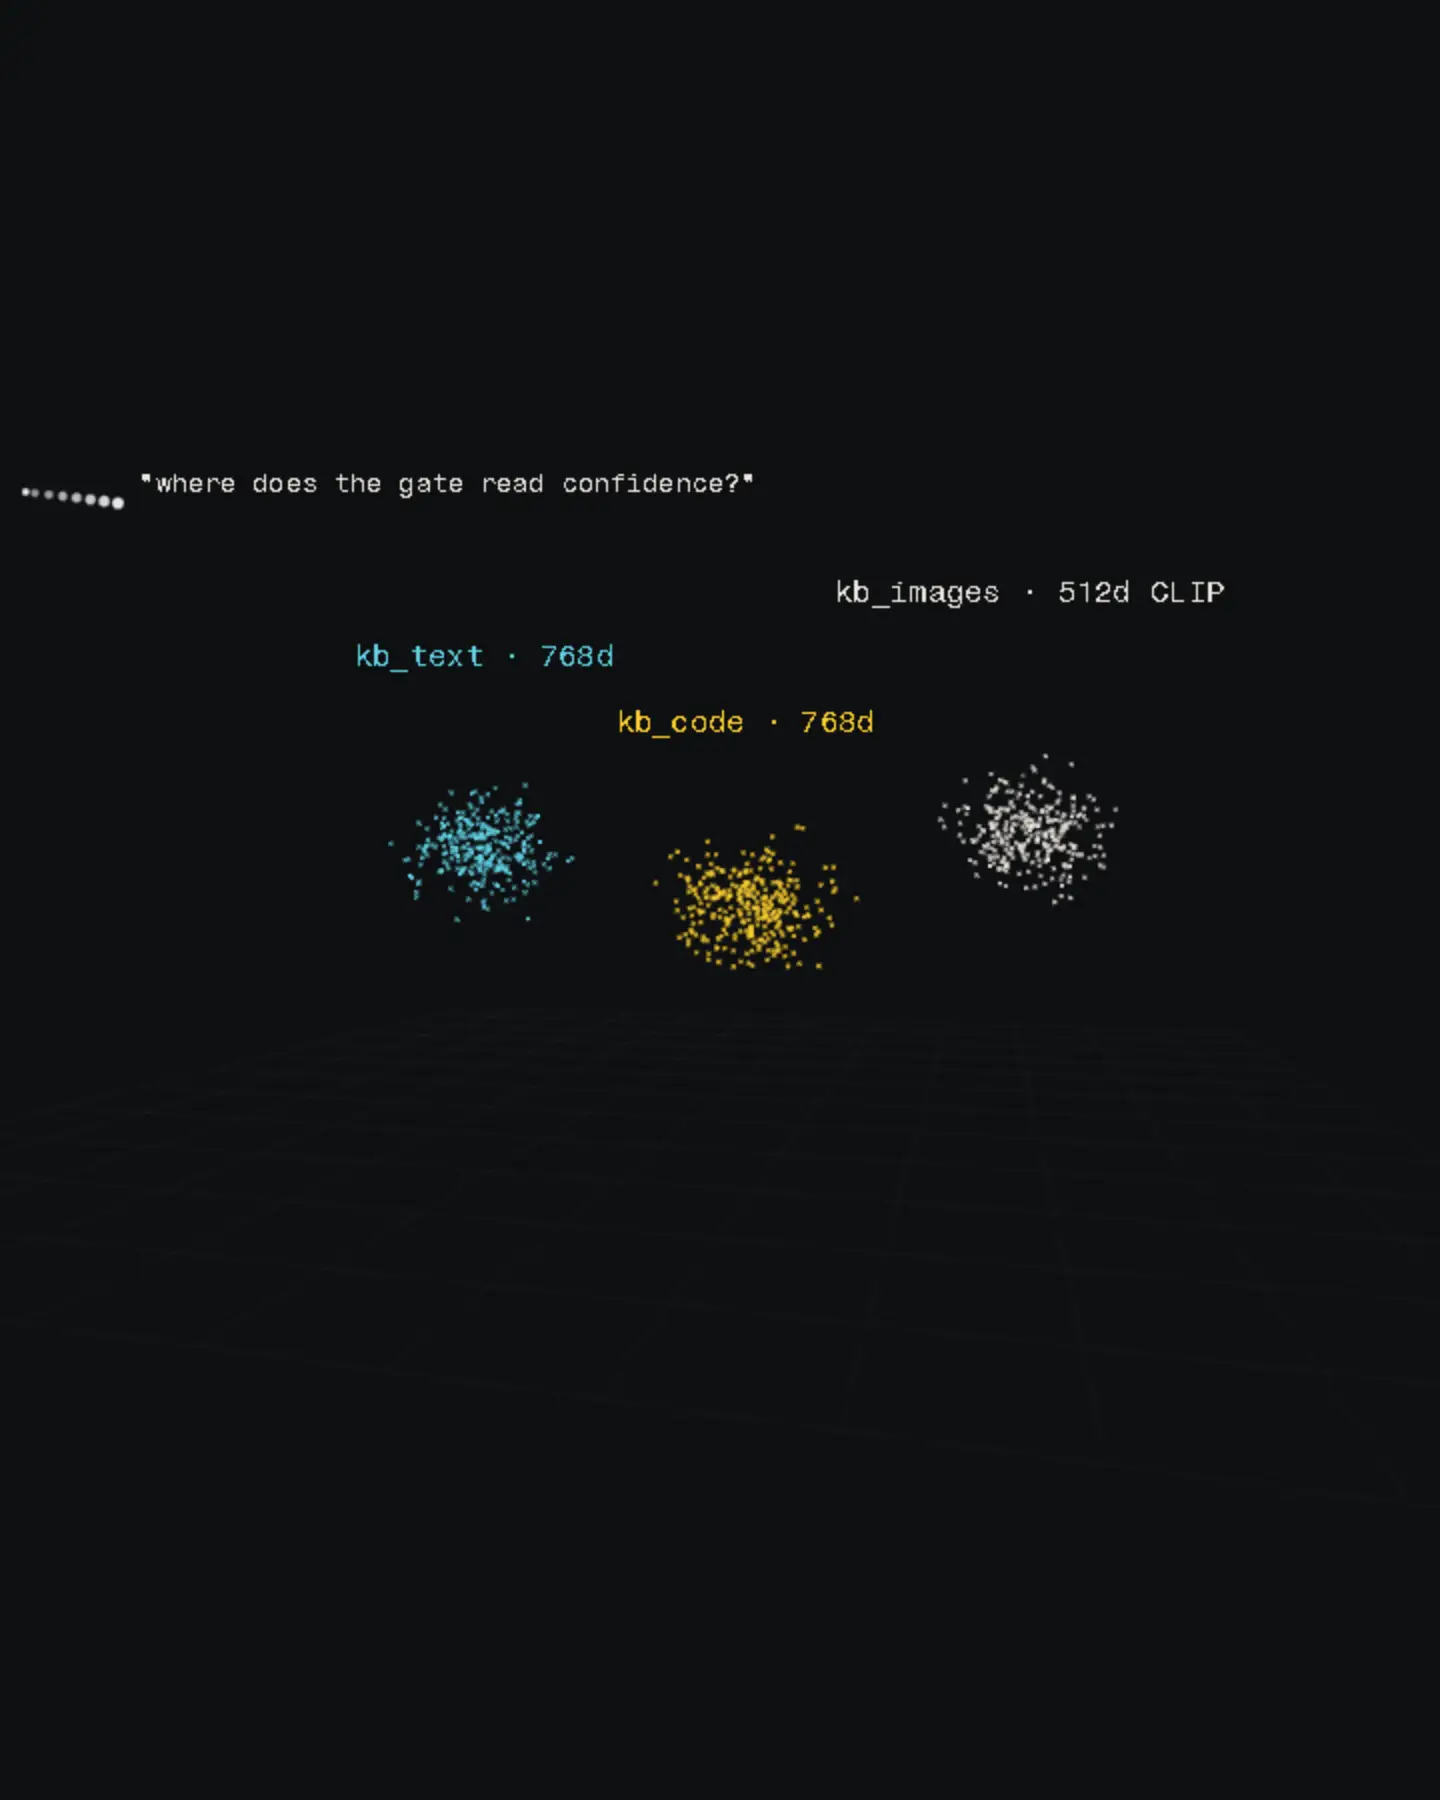 "where does the gate read confidence?"
kb_images · 512d CLIP
kb_text · 768d
kb_code · 768d